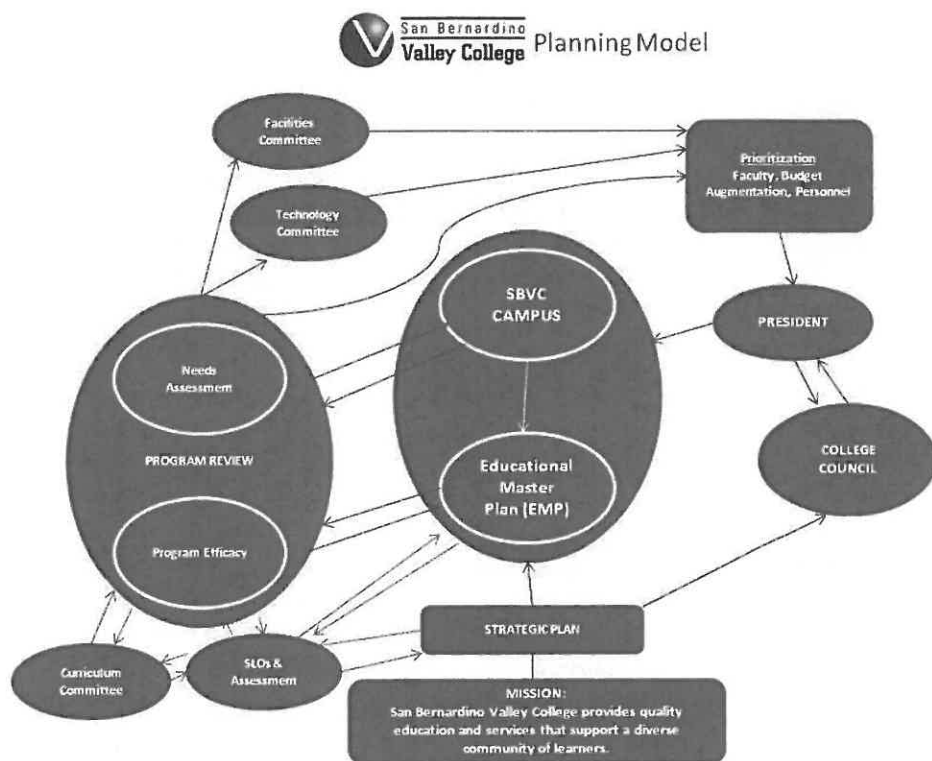 San Bernardino
Valley College
Planning Model
Facilities
Committee
Prioritization
Faculty, Budget
Augmentation, Personnel
Technology
Committee
SBVC
CAMPUS
PRESIDENT
Needs
Assessment
COLLEGE
COUNCIL
PROGRAM REVIEW
Educational
Master
Plan (EMP)
Program Efficacy
STRATEGIC PLAN
Curriculum
Committee
SLOs &
Assessment
MISSION:
San Bernardino Valley College provides quality
education and services that support a diverse
community of learners.